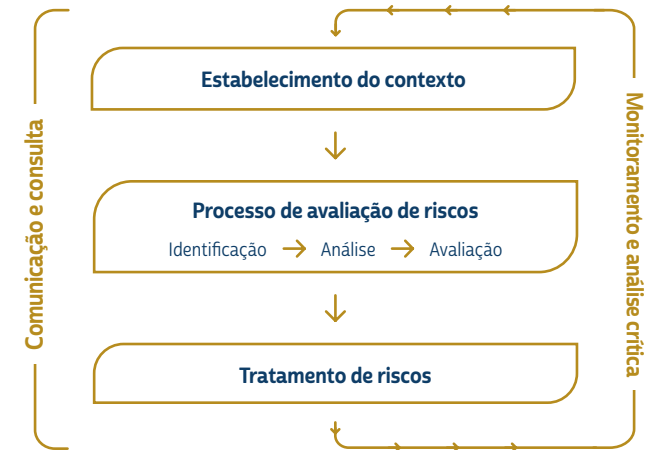 Estabelecimento do contexto
Comunicação e consulta
Monitoramento e análise crítica
Processo de avaliação de riscos
Identificação → Análise → Avaliação
Tratamento de riscos